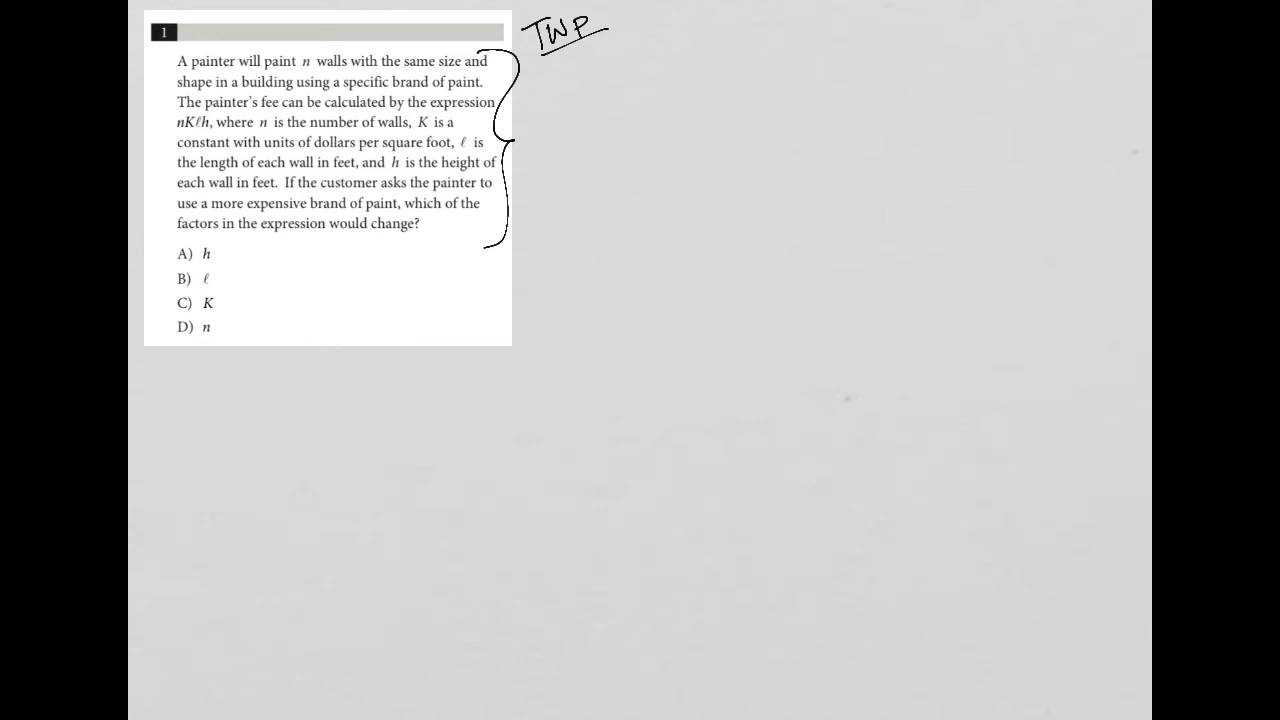 1
TWP
A painter will paint n walls with the same size and
shape in a building using a specific brand of paint.
The painter's fee can be calculated by the expression
nKℓh, where n is the number of walls, K is a
constant with units of dollars per square foot, ℓ is
the length of each wall in feet, and h is the height of
each wall in feet. If the customer asks the painter to
use a more expensive brand of paint, which of the
factors in the expression would change?
A) h
B) ℓ
C) K
D) n